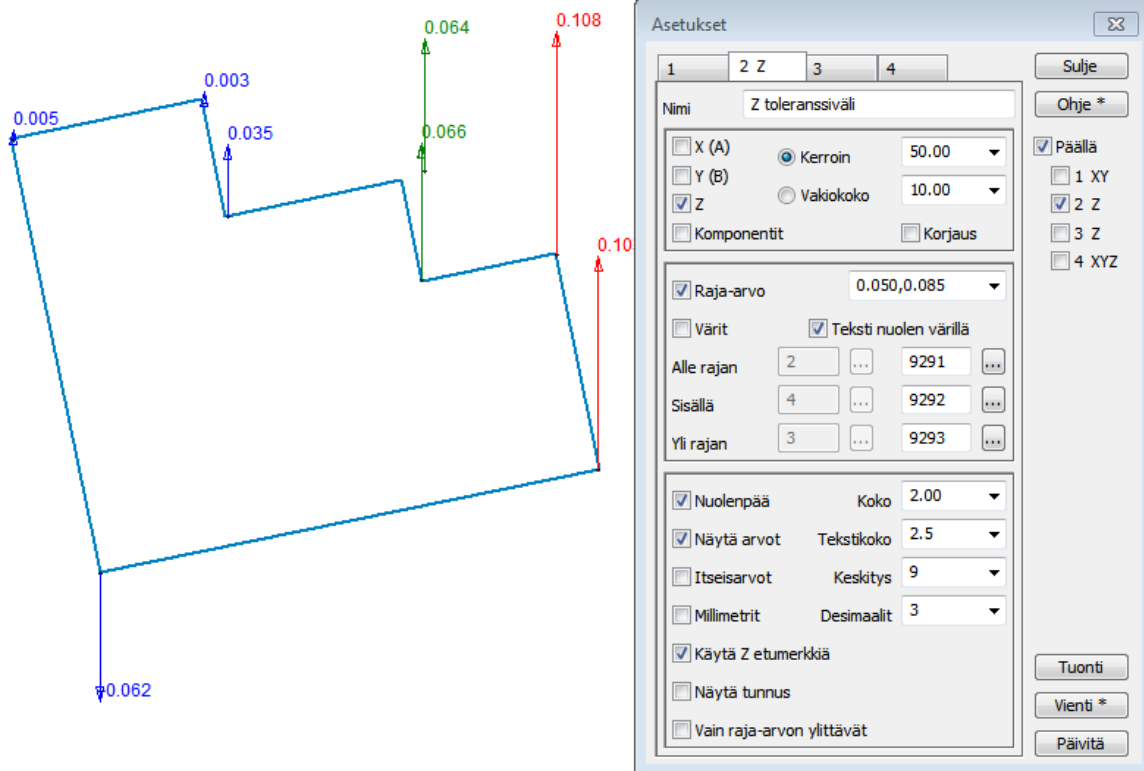 0.005
0.003
0.035
0.064
0.066
0.108
0.10
0.062
Asetukset
1 2 Z 3 4
Nimi Z toleranssiväli
X (A)
Y (B)
Z
Kerroin 50.00
Vakiokoko 10.00
Komponentit Korjaus
Raja-arvo 0.050,0.085
Värit Teksti nuolen värillä
Alle rajan 2 ... 9291 ...
Sisällä 4 ... 9292 ...
Yli rajan 3 ... 9293 ...
Nuolenpää Koko 2.00
Näytä arvot Tekstikoko 2.5
Itseisarvot Keskitys 9
Millimetrit Desimaalit 3
Käytä Z etumerkkiä
Näytä tunnus
Vain raja-arvon ylittävät
Sulje
Ohje *
Päällä
1 XY
2 Z
3 Z
4 XYZ
Tuonti
Vienti *
Päivitä